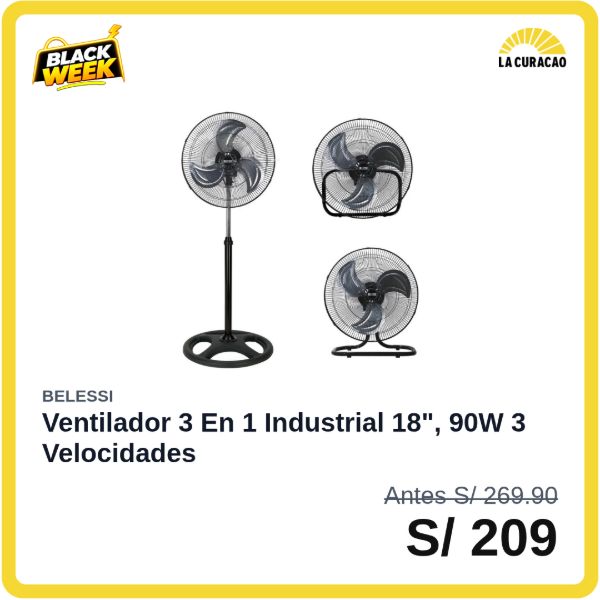 BLACK
WEEK
LA CURACAO
BELESSI
Ventilador 3 En 1 Industrial 18", 90W 3
Velocidades
Antes S/ 269.90
S/ 209